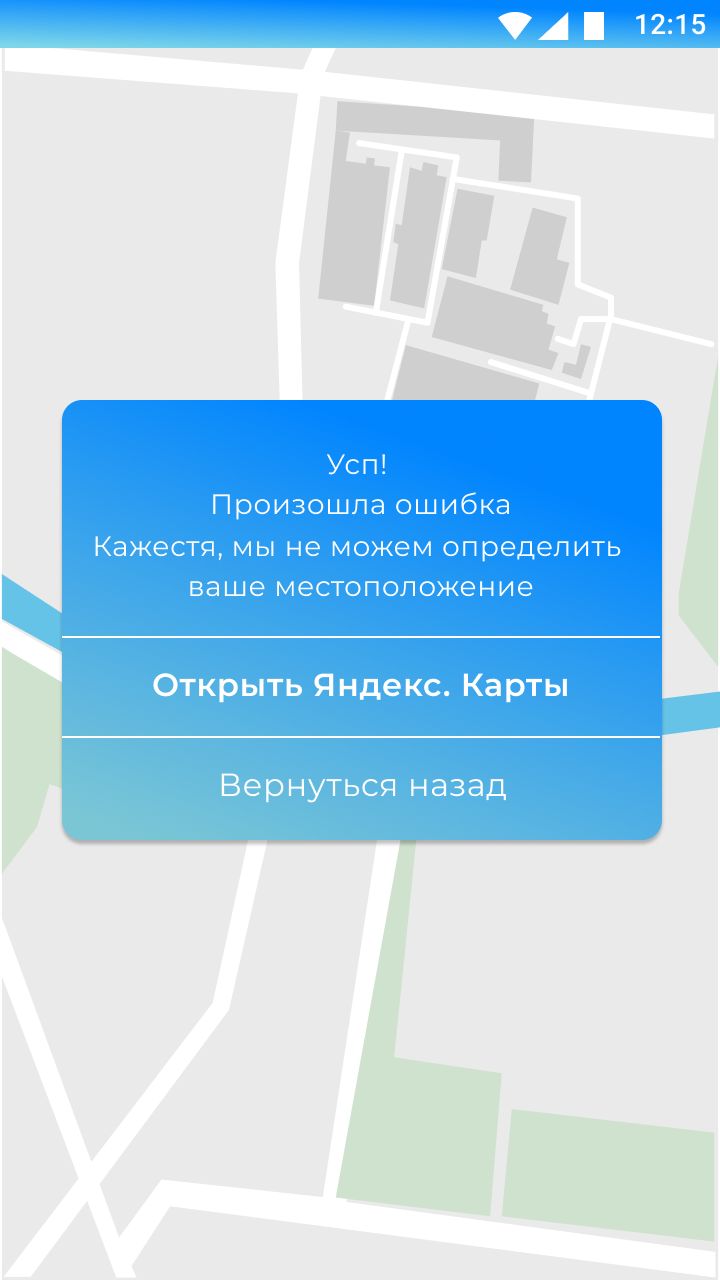 12:15
Усп!
Произошла ошибка
Кажестя, мы не можем определить
ваше местоположение
Открыть Яндекс. Карты
Вернуться назад